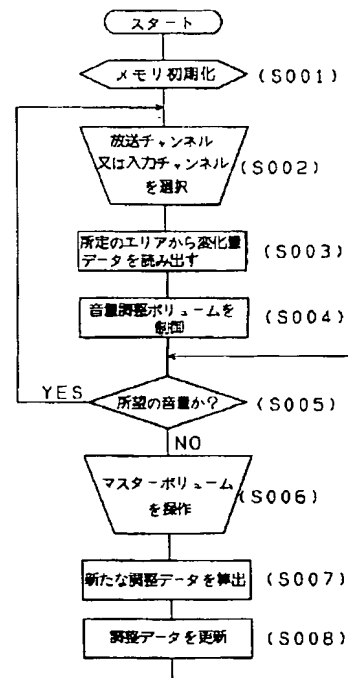 スタート
メモリ初期化
(S001)
放送チャンネル
又は入力チャンネル
を選択
(S002)
所定のエリアから変化量
データを読み出す
(S003)
音量調整ボリュームを
制御
(S004)
YES
所望の音量か?
(S005)
NO
マスターボリューム
を操作
(S006)
新たな調整データを算出
(S007)
調整データを更新
(S008)